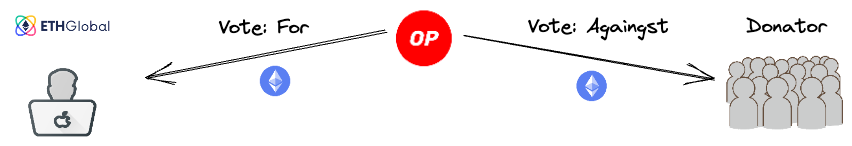 ETHGlobal
Vote: For
OP
Vote: Againgst
Donator